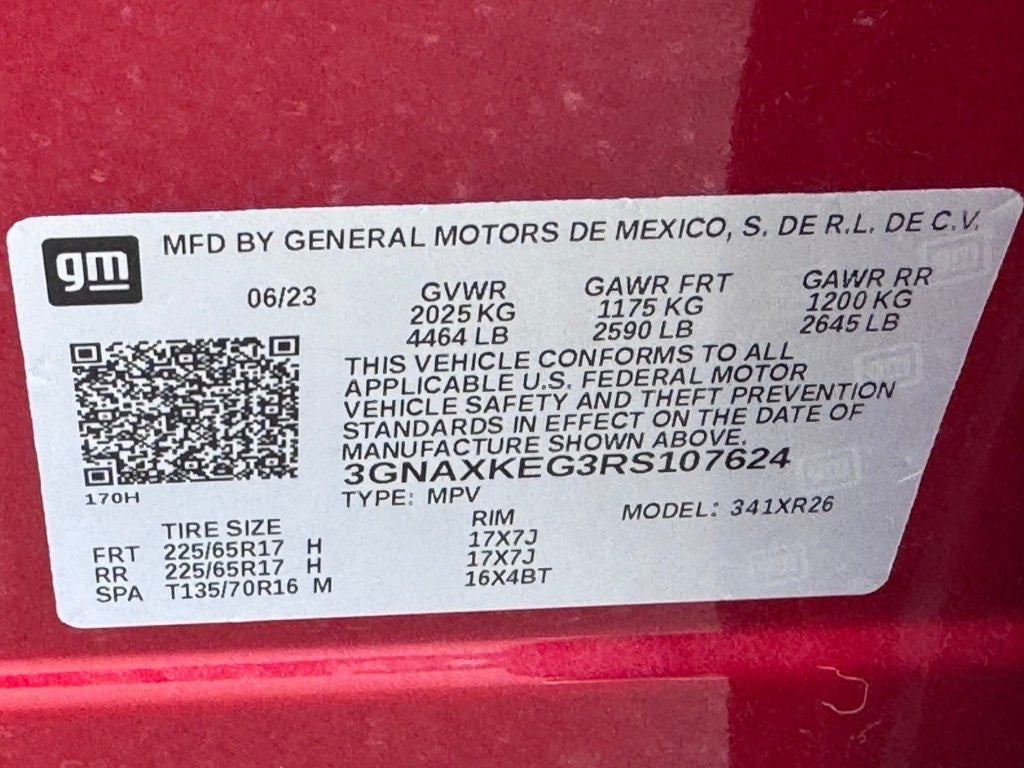 gm
MFD BY GENERAL MOTORS DE MEXICO, S. DE R.L. DE C.V.
06/23
GVWR GAWR FRT GAWR RR
2025 KG 1175 KG 1200 KG
4464 LB 2590 LB 2645 LB
THIS VEHICLE CONFORMS TO ALL
APPLICABLE U.S. FEDERAL MOTOR
VEHICLE SAFETY AND THEFT PREVENTION
STANDARDS IN EFFECT ON THE DATE OF
MANUFACTURE SHOWN ABOVE.
3GNAXKEG3RS107624
170H
TYPE: MPV MODEL: 341XR26
TIRE SIZE RIM
FRT 225/65R17 H 17X7J
RR 225/65R17 H 17X7J
SPA T135/70R16 M 16X4BT